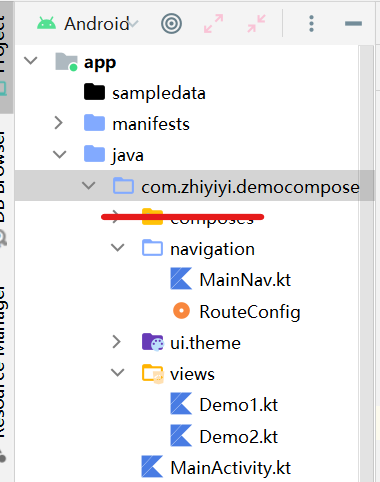 Android
app
sampledata
manifests
java
com.zhiyiyi.democompose
composes
navigation
MainNav.kt
RouteConfig
ui.theme
views
Demo1.kt
Demo2.kt
MainActivity.kt
Project
DB Browser
Resource Manager